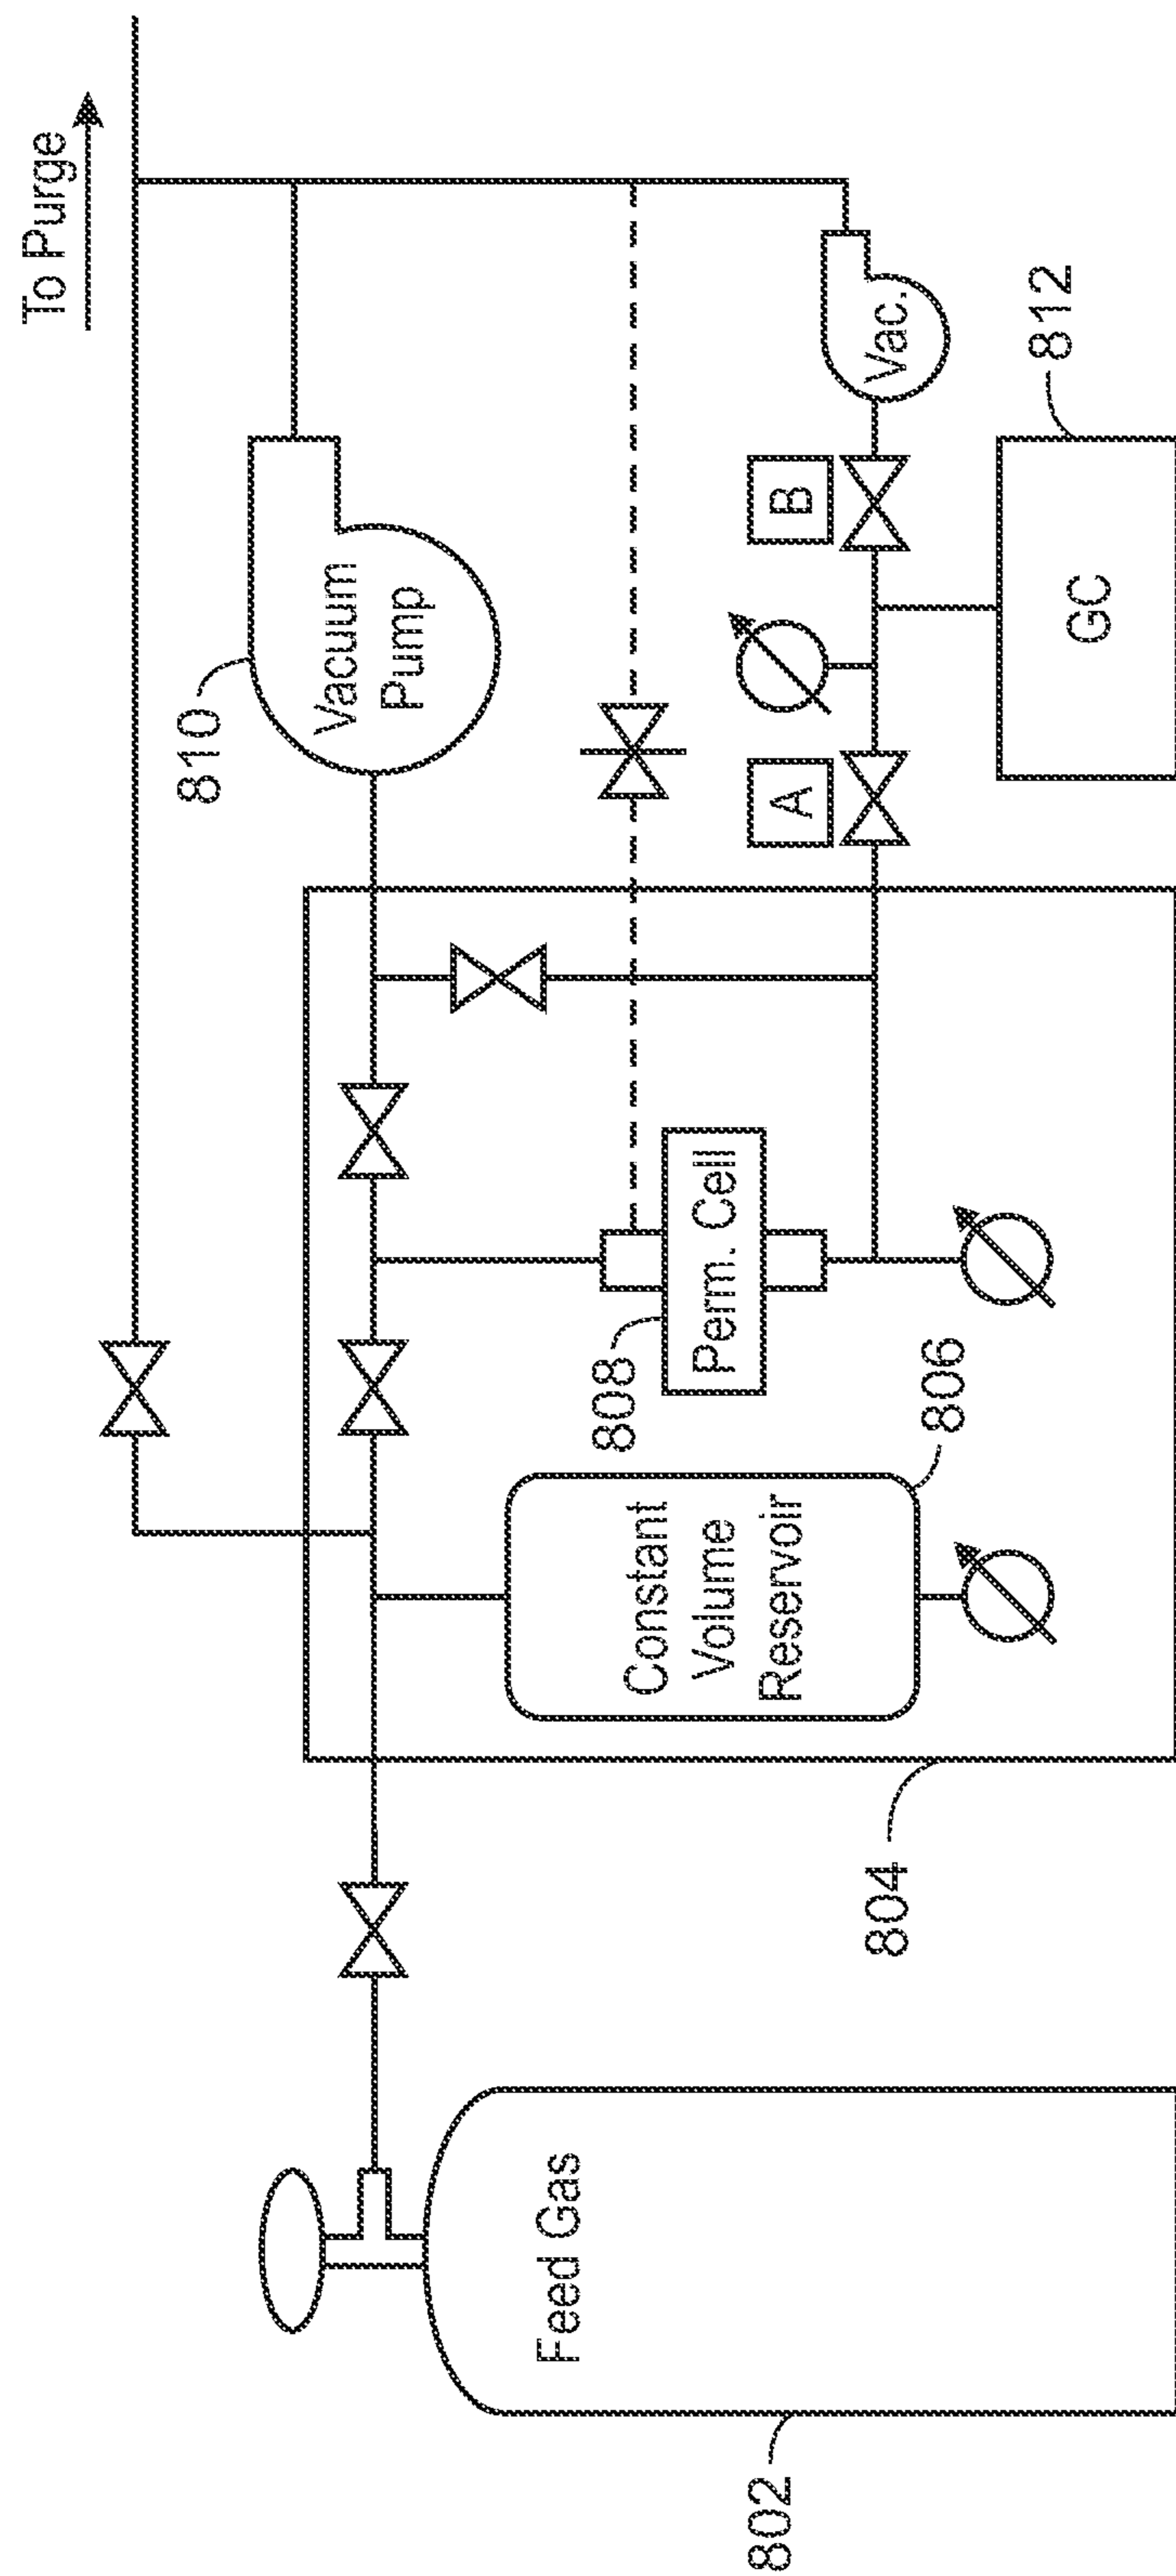 To Purge
810
Vacuum
Pump
Vac.
B
A
812
GC
808
Perm. Cell
806
Constant
Volume
Reservoir
804
Feed Gas
802